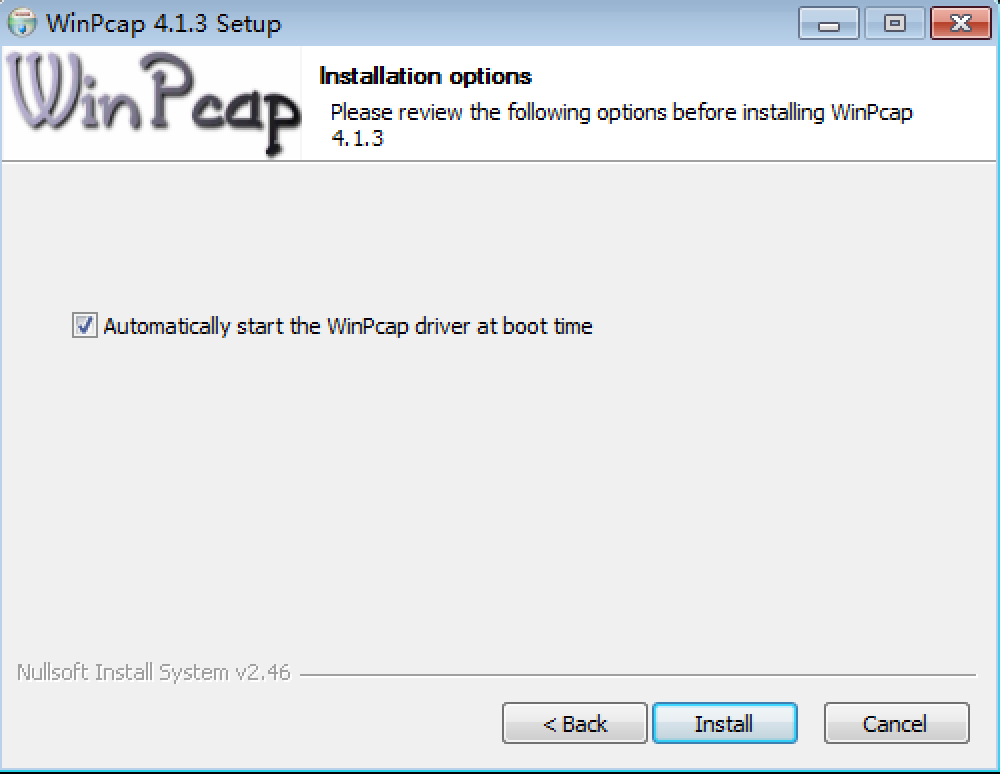 WinPcap 4.1.3 Setup
WinPcap
Installation options
Please review the following options before installing WinPcap
4.1.3
Automatically start the WinPcap driver at boot time
Nullsoft Install System v2.46
< Back
Install
Cancel